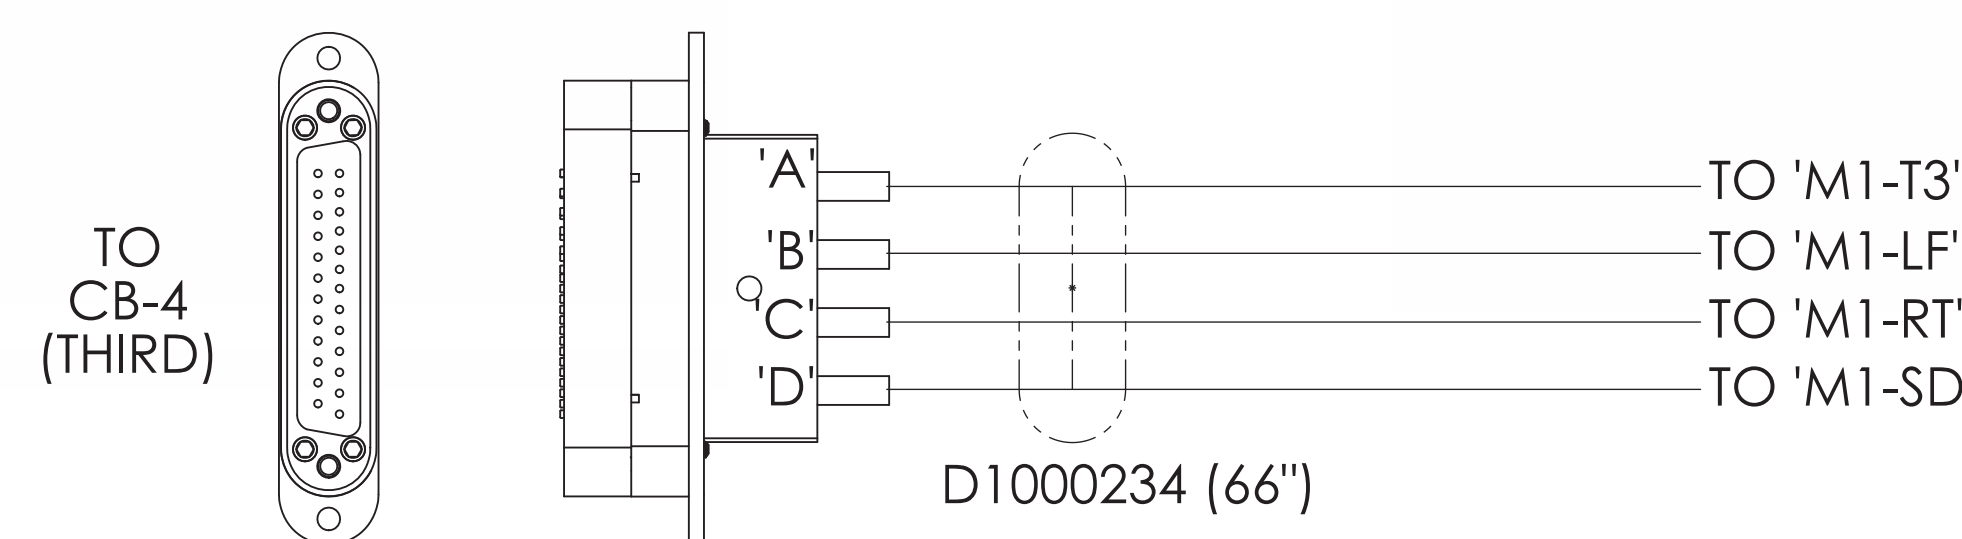 TO
CB-4
(THIRD)
'A'
'B'
'C'
'D'
TO 'M1-T3'
TO 'M1-LF'
TO 'M1-RT'
TO 'M1-SD
D1000234 (66")